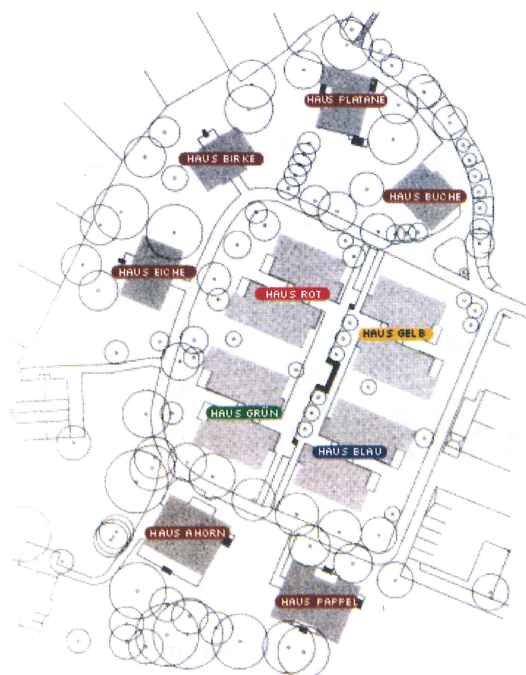 HAUS PLATANE
HAUS BIRKE
HAUS BUCHE
HAUS EICHE
HAUS ROT
HAUS GELB
HAUS GRÜN
HAUS BLAU
HAUS AHORN
HAUS PAPPEL